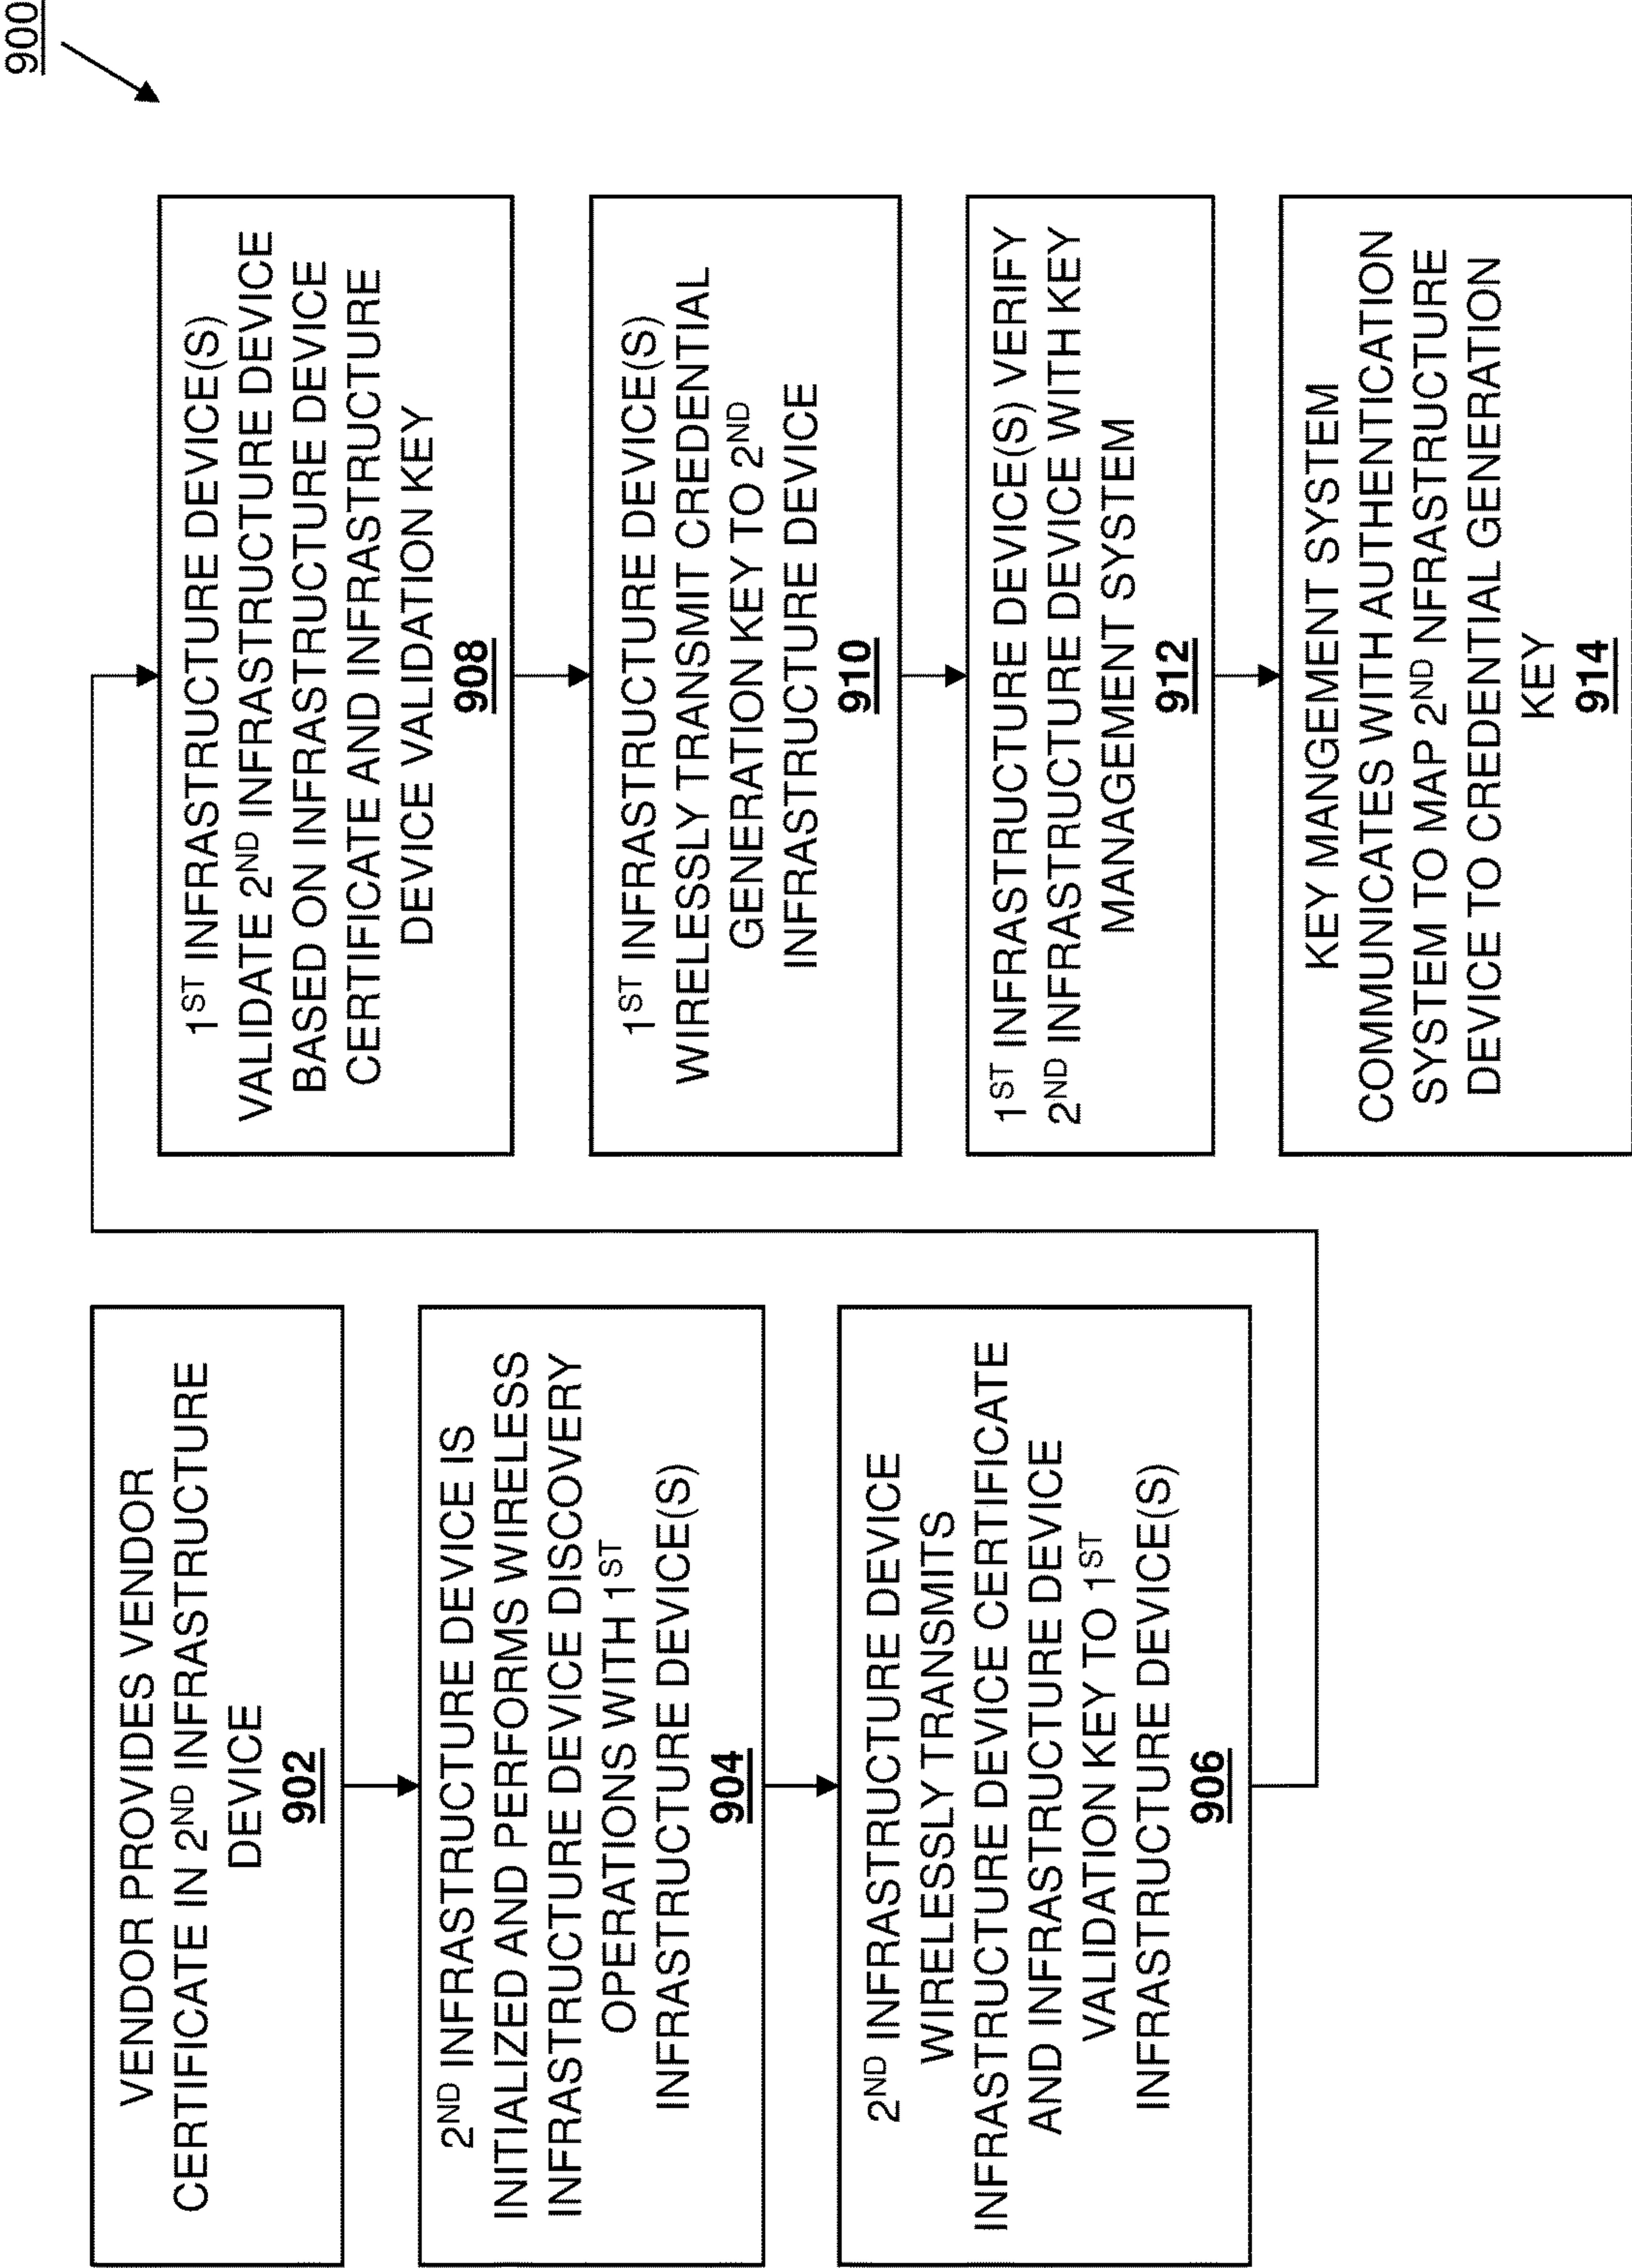 900
VENDOR PROVIDES VENDOR
CERTIFICATE IN 2ND INFRASTRUCTURE
DEVICE
902
2ND INFRASTRUCTURE DEVICE IS
INITIALIZED AND PERFORMS WIRELESS
INFRASTRUCTURE DEVICE DISCOVERY
OPERATIONS WITH 1ST
INFRASTRUCTURE DEVICE(S)
904
2ND INFRASTRUCTURE DEVICE
WIRELESSLY TRANSMITS
INFRASTRUCTURE DEVICE CERTIFICATE
AND INFRASTRUCTURE DEVICE
VALIDATION KEY TO 1ST
INFRASTRUCTURE DEVICE(S)
906
1ST INFRASTRUCTURE DEVICE(S)
VALIDATE 2ND INFRASTRUCTURE DEVICE
BASED ON INFRASTRUCTURE DEVICE
CERTIFICATE AND INFRASTRUCTURE
DEVICE VALIDATION KEY
908
1ST INFRASTRUCTURE DEVICE(S)
WIRELESSLY TRANSMIT CREDENTIAL
GENERATION KEY TO 2ND
INFRASTRUCTURE DEVICE
910
1ST INFRASTRUCTURE DEVICE(S) VERIFY
2ND INFRASTRUCTURE DEVICE WITH KEY
MANAGEMENT SYSTEM
912
KEY MANGEMENT SYSTEM
COMMUNICATES WITH AUTHENTICATION
SYSTEM TO MAP 2ND NFRASTRUCTURE
DEVICE TO CREDENTIAL GENERATION
KEY
914